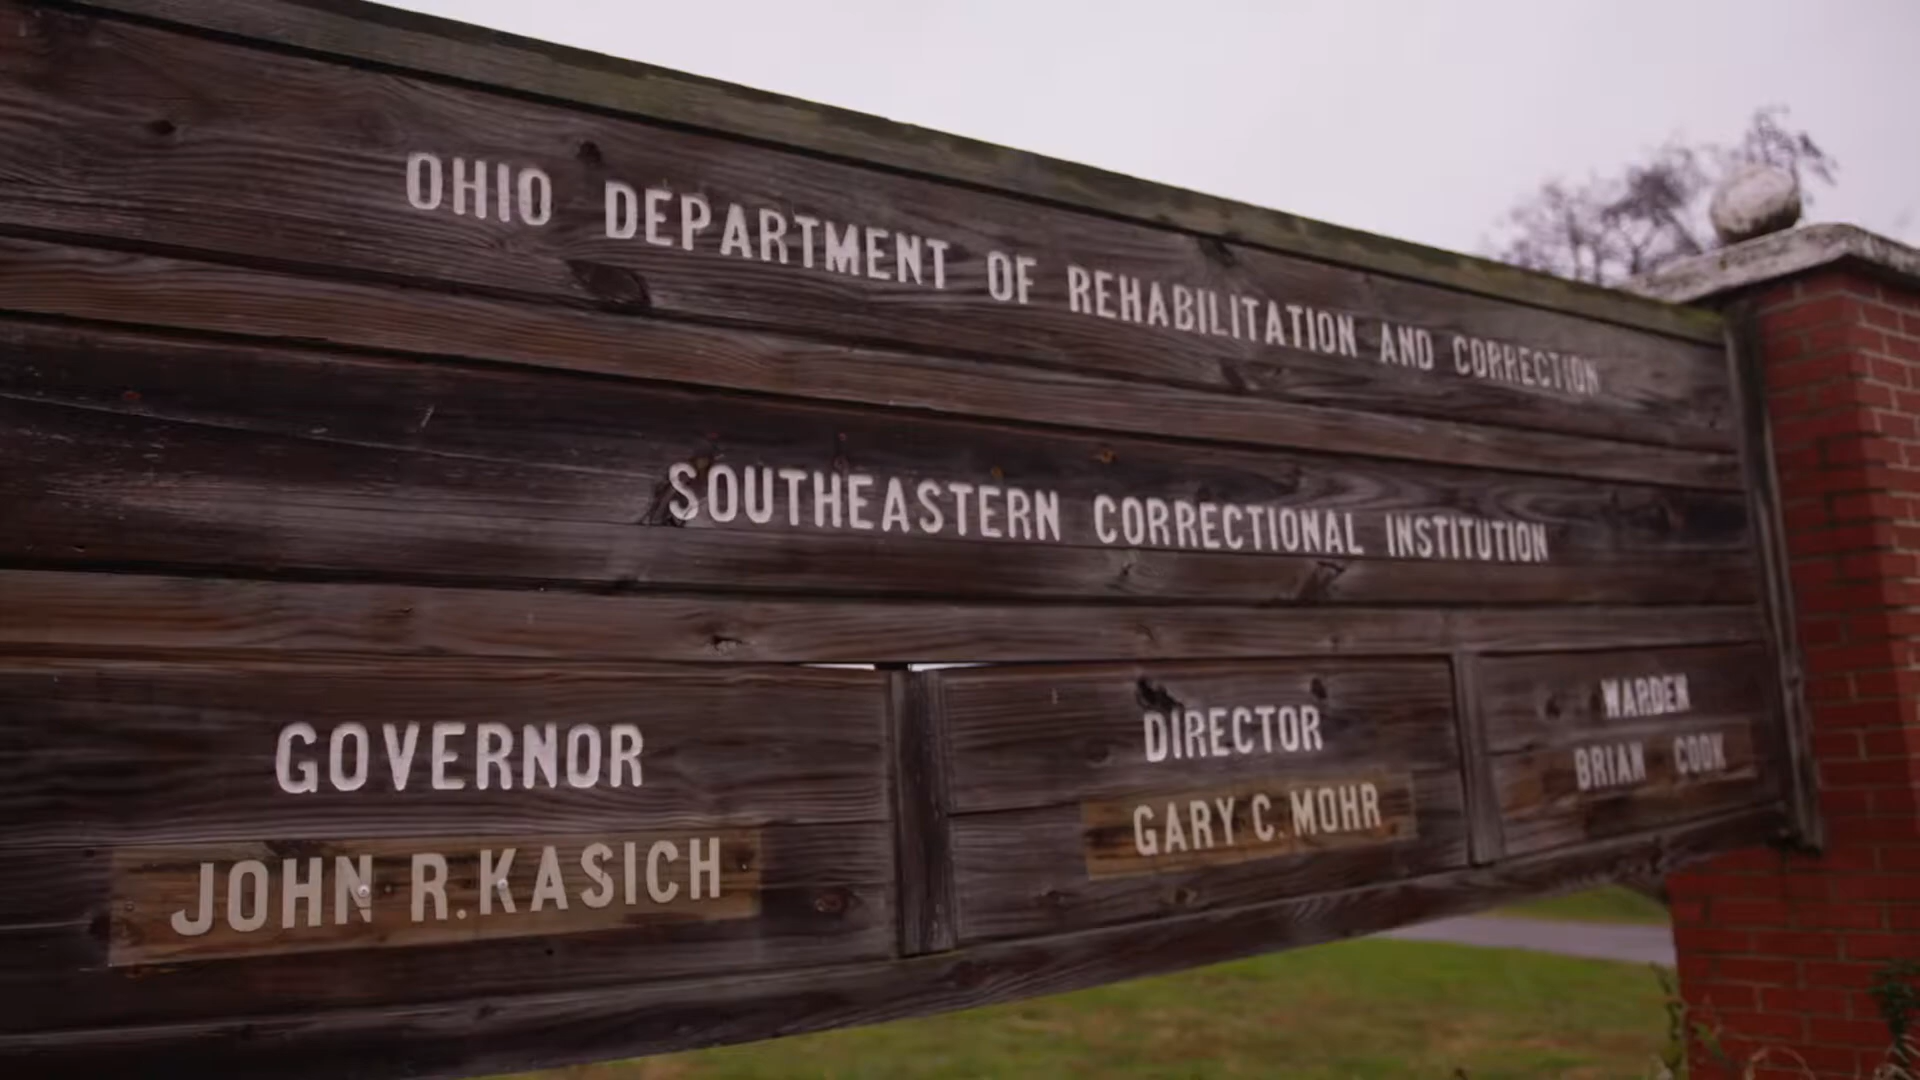 OHIO DEPARTMENT OF REHABILITATION AND CORRECTION
SOUTHEASTERN CORRECTIONAL INSTITUTION
GOVERNOR
JOHN R. KASICH
DIRECTOR
GARY C. MOHR
WARDEN
BRIAN COOK